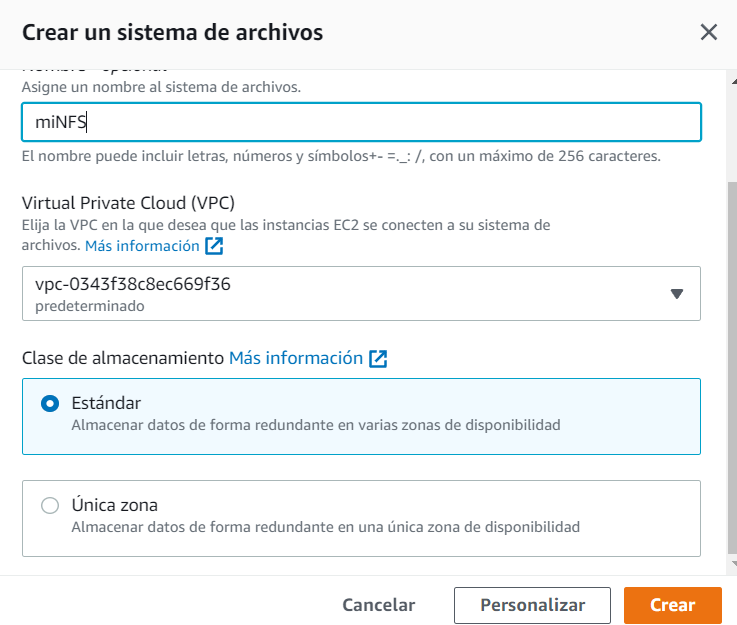 Crear un sistema de archivos
Nombre - opcional
Asigne un nombre al sistema de archivos.
miNFS
El nombre puede incluir letras, números y símbolos+- =._: /, con un máximo de 256 caracteres.
Virtual Private Cloud (VPC)
Elija la VPC en la que desea que las instancias EC2 se conecten a su sistema de
archivos. Más información
vpc-0343f38c8ec669f36
predeterminado
Clase de almacenamiento Más información
Estándar
Almacenar datos de forma redundante en varias zonas de disponibilidad
Única zona
Almacenar datos de forma redundante en una única zona de disponibilidad
Cancelar
Personalizar
Crear